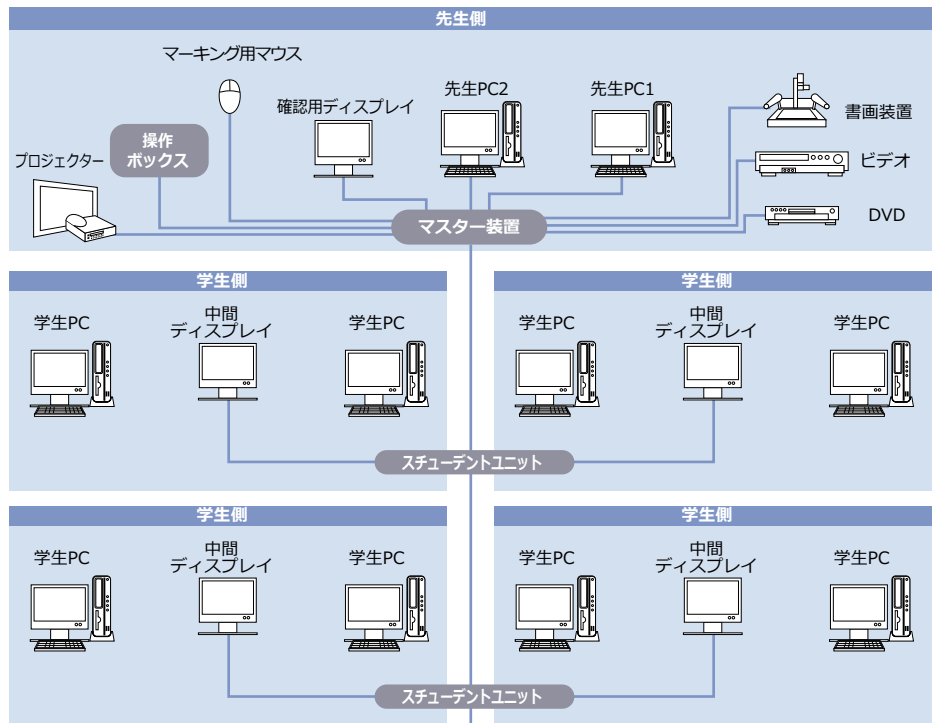 先生側
マーキング用マウス
確認用ディスプレイ
先生PC2
先生PC1
書画装置
操作
ボックス
プロジェクター
ビデオ
マスター装置
DVD
学生側
学生PC
中間
ディスプレイ
学生PC
学生側
学生PC
中間
ディスプレイ
学生PC
スチューデントユニット
学生側
学生PC
中間
ディスプレイ
学生PC
学生側
学生PC
中間
ディスプレイ
学生PC
スチューデントユニット